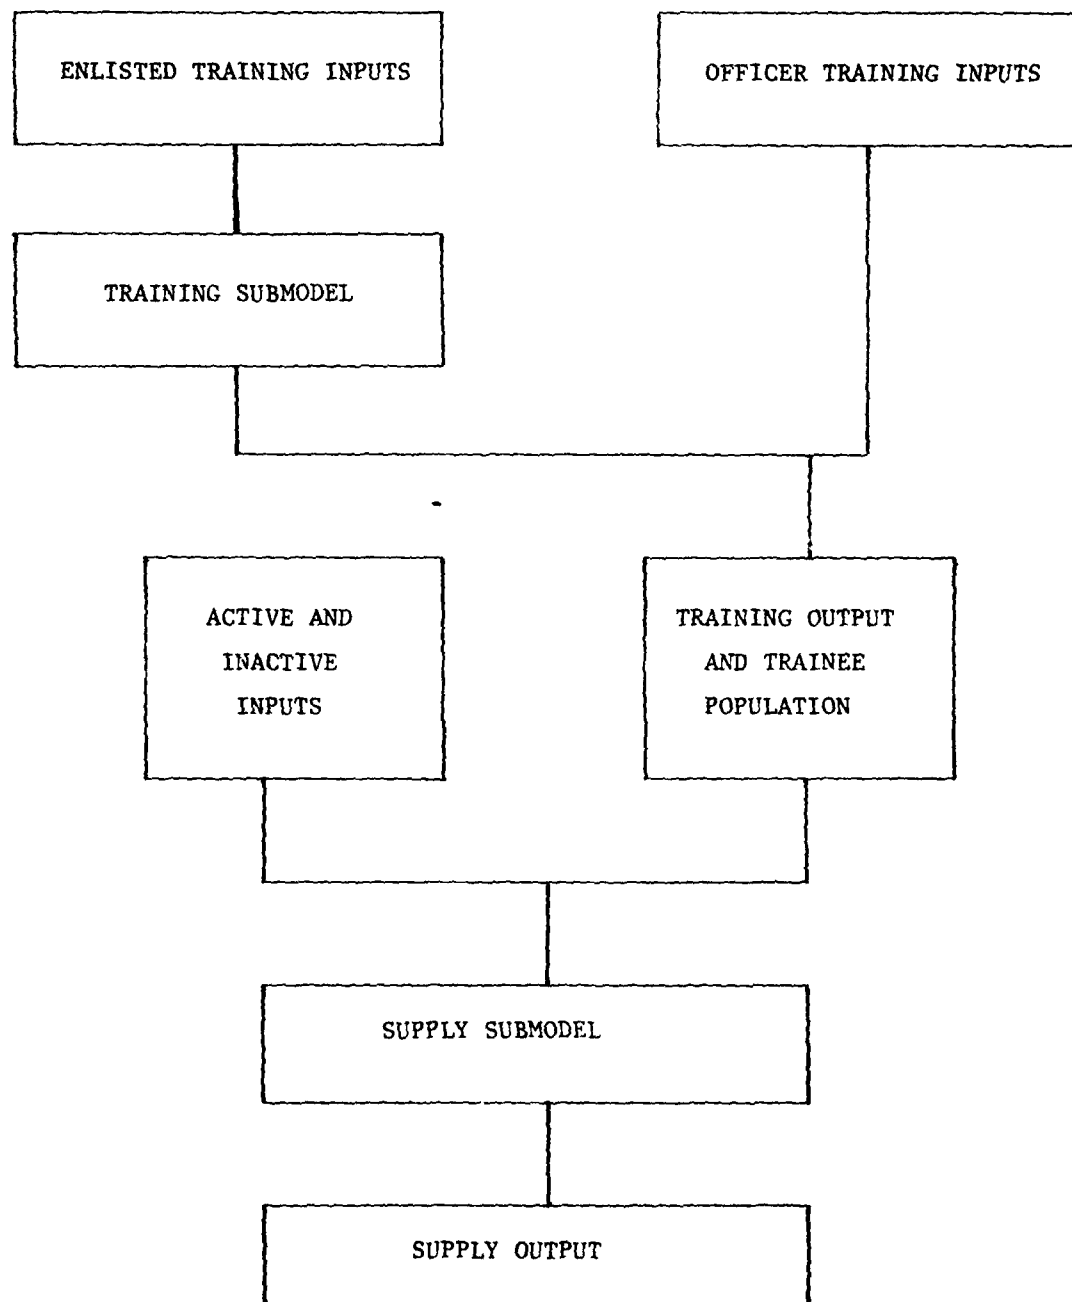 ENLISTED TRAINING INPUTS
OFFICER TRAINING INPUTS
TRAINING SUBMODEL
ACTIVE AND
INACTIVE
INPUTS
TRAINING OUTPUT
AND TRAINEE
POPULATION
SUPPLY SUBMODEL
SUPPLY OUTPUT